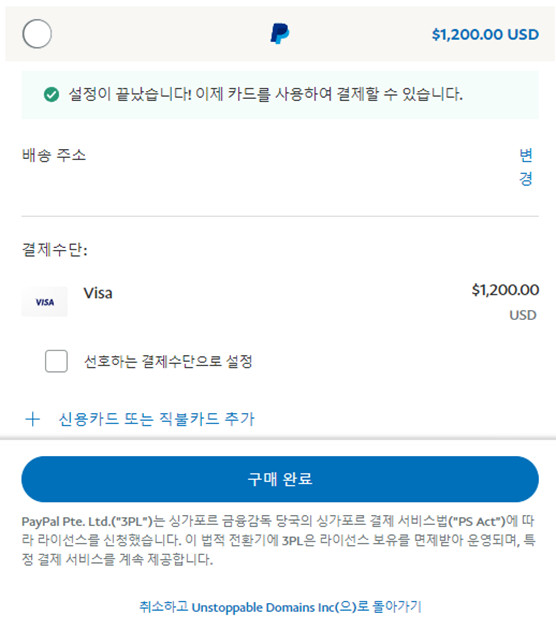 $1,200.00 USD
설정이 끝났습니다! 이제 카드를 사용하여 결제할 수 있습니다.
배송 주소
변
경
결제수단:
VISA
Visa
$1,200.00
USD
선호하는 결제수단으로 설정
+ 신용카드 또는 직불카드 추가
구매 완료
PayPal Pte. Ltd.("3PL")는 싱가포르 금융감독 당국의 싱가포르 결제 서비스법("PS Act")에 따
라 라이선스를 신청했습니다. 이 법적 전환기에 3PL은 라이선스 보유를 면제받아 운영되며, 특
정 결제 서비스를 계속 제공합니다.
취소하고 Unstoppable Domains Inc(으)로 돌아가기